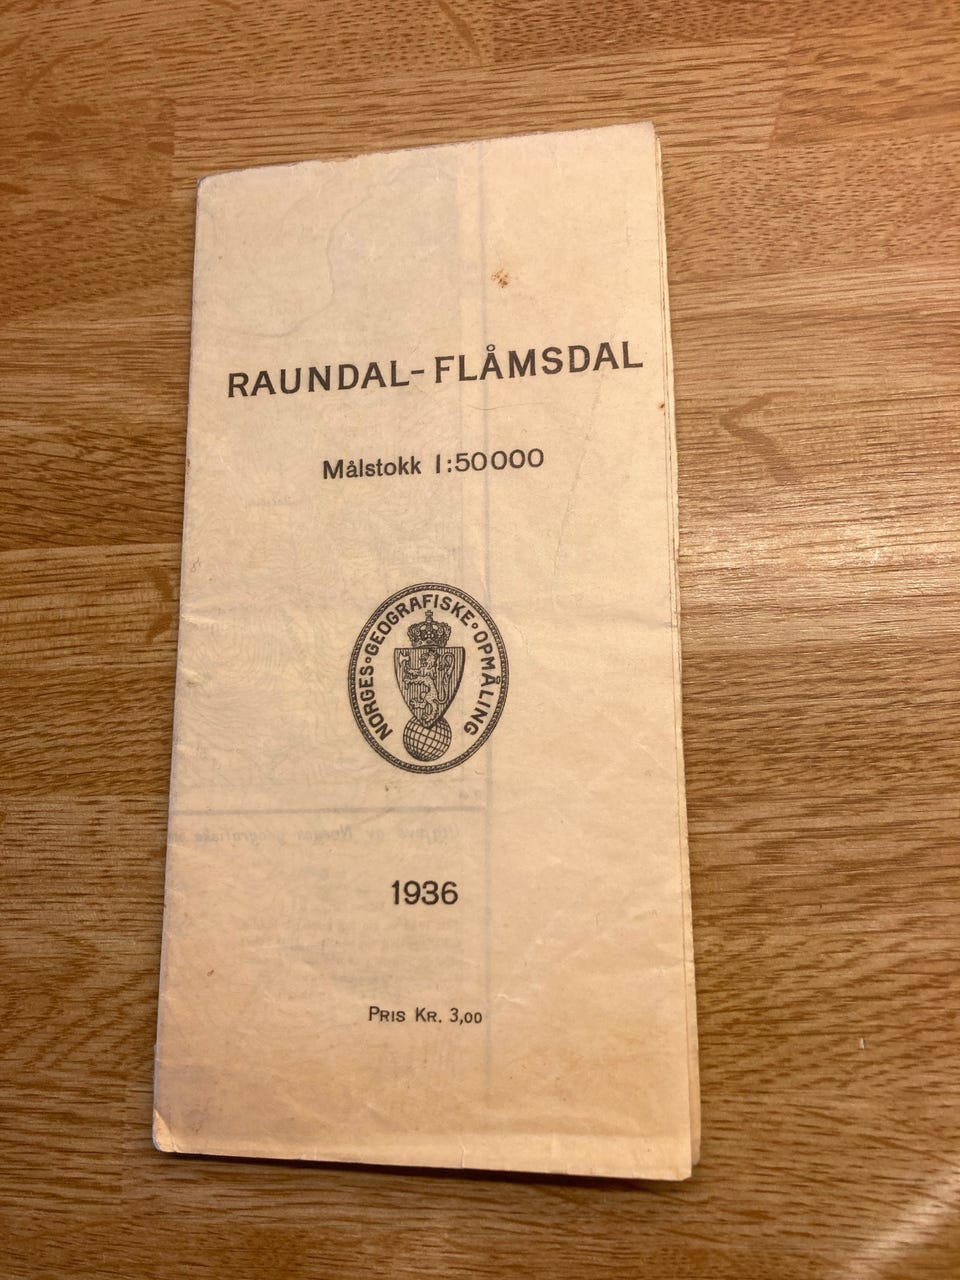 RAUNDAL-FLÅMSDAL
Målstokk 1:50000
NORGES∘GEOGRAFISKE∘OPMÅLING
1936
PRIS KR. 3,00